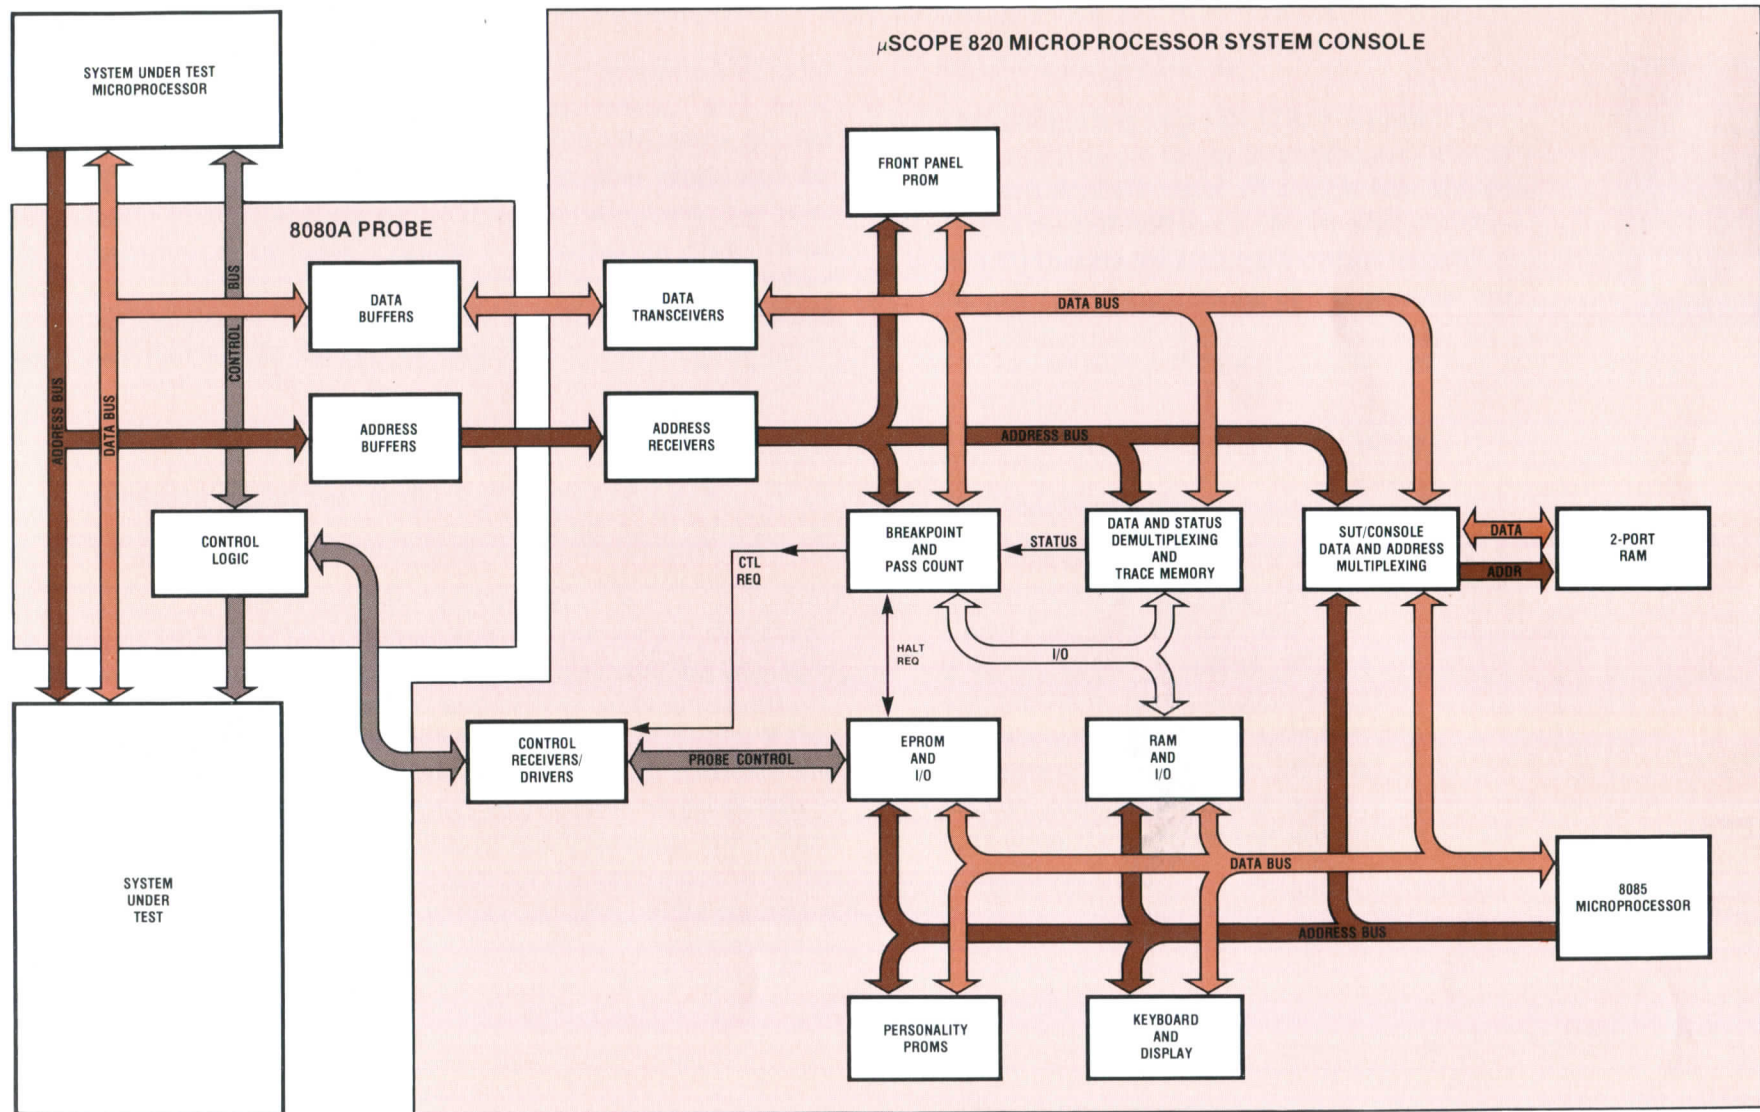 µSCOPE 820 MICROPROCESSOR SYSTEM CONSOLE
SYSTEM UNDER TEST
MICROPROCESSOR
FRONT PANEL
PROM
8080A PROBE
DATA
BUFFERS
DATA
TRANSCEIVERS
DATA BUS
CONTROL BUS
ADDRESS BUS
DATA BUS
ADDRESS
BUFFERS
ADDRESS
RECEIVERS
ADDRESS BUS
CONTROL
LOGIC
BREAKPOINT
AND
PASS COUNT
STATUS
DATA AND STATUS
DEMULTIPLEXING
AND
TRACE MEMORY
SUT/CONSOLE
DATA AND ADDRESS
MULTIPLEXING
DATA
ADDR
2-PORT
RAM
CTL
REQ
HALT
REQ
I/O
CONTROL
RECEIVERS/
DRIVERS
PROBE CONTROL
EPROM
AND
I/O
RAM
AND
I/O
DATA BUS
8085
MICROPROCESSOR
ADDRESS BUS
SYSTEM
UNDER
TEST
PERSONALITY
PROMS
KEYBOARD
AND
DISPLAY